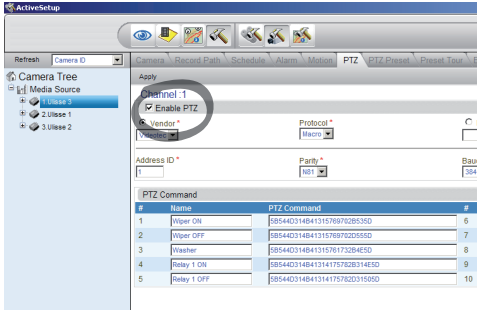 ActiveSetup
Refresh Camera ID
Camera Record Path Schedule Alarm Motion PTZ PTZ Preset Preset Tour
Camera Tree
Apply
Media Source
Channel :1
1.Ulisse 3
Enable PTZ
2.Ulisse 1
Vendor * Protocol *
3.Ulisse 2
Videotec Macro
Address ID * Parity * Bau
1 N81 384
PTZ Command
# Name PTZ Command #
1 Wiper ON 5B544D314B41315769702B535D 6
2 Wiper OFF 5B544D314B41315769702D555D 7
3 Washer 5B544D314B41315761732B4E5D 8
4 Relay 1 ON 5B544D314B41314175782B314E5D 9
5 Relay 1 OFF 5B544D314B41314175782D31505D 10